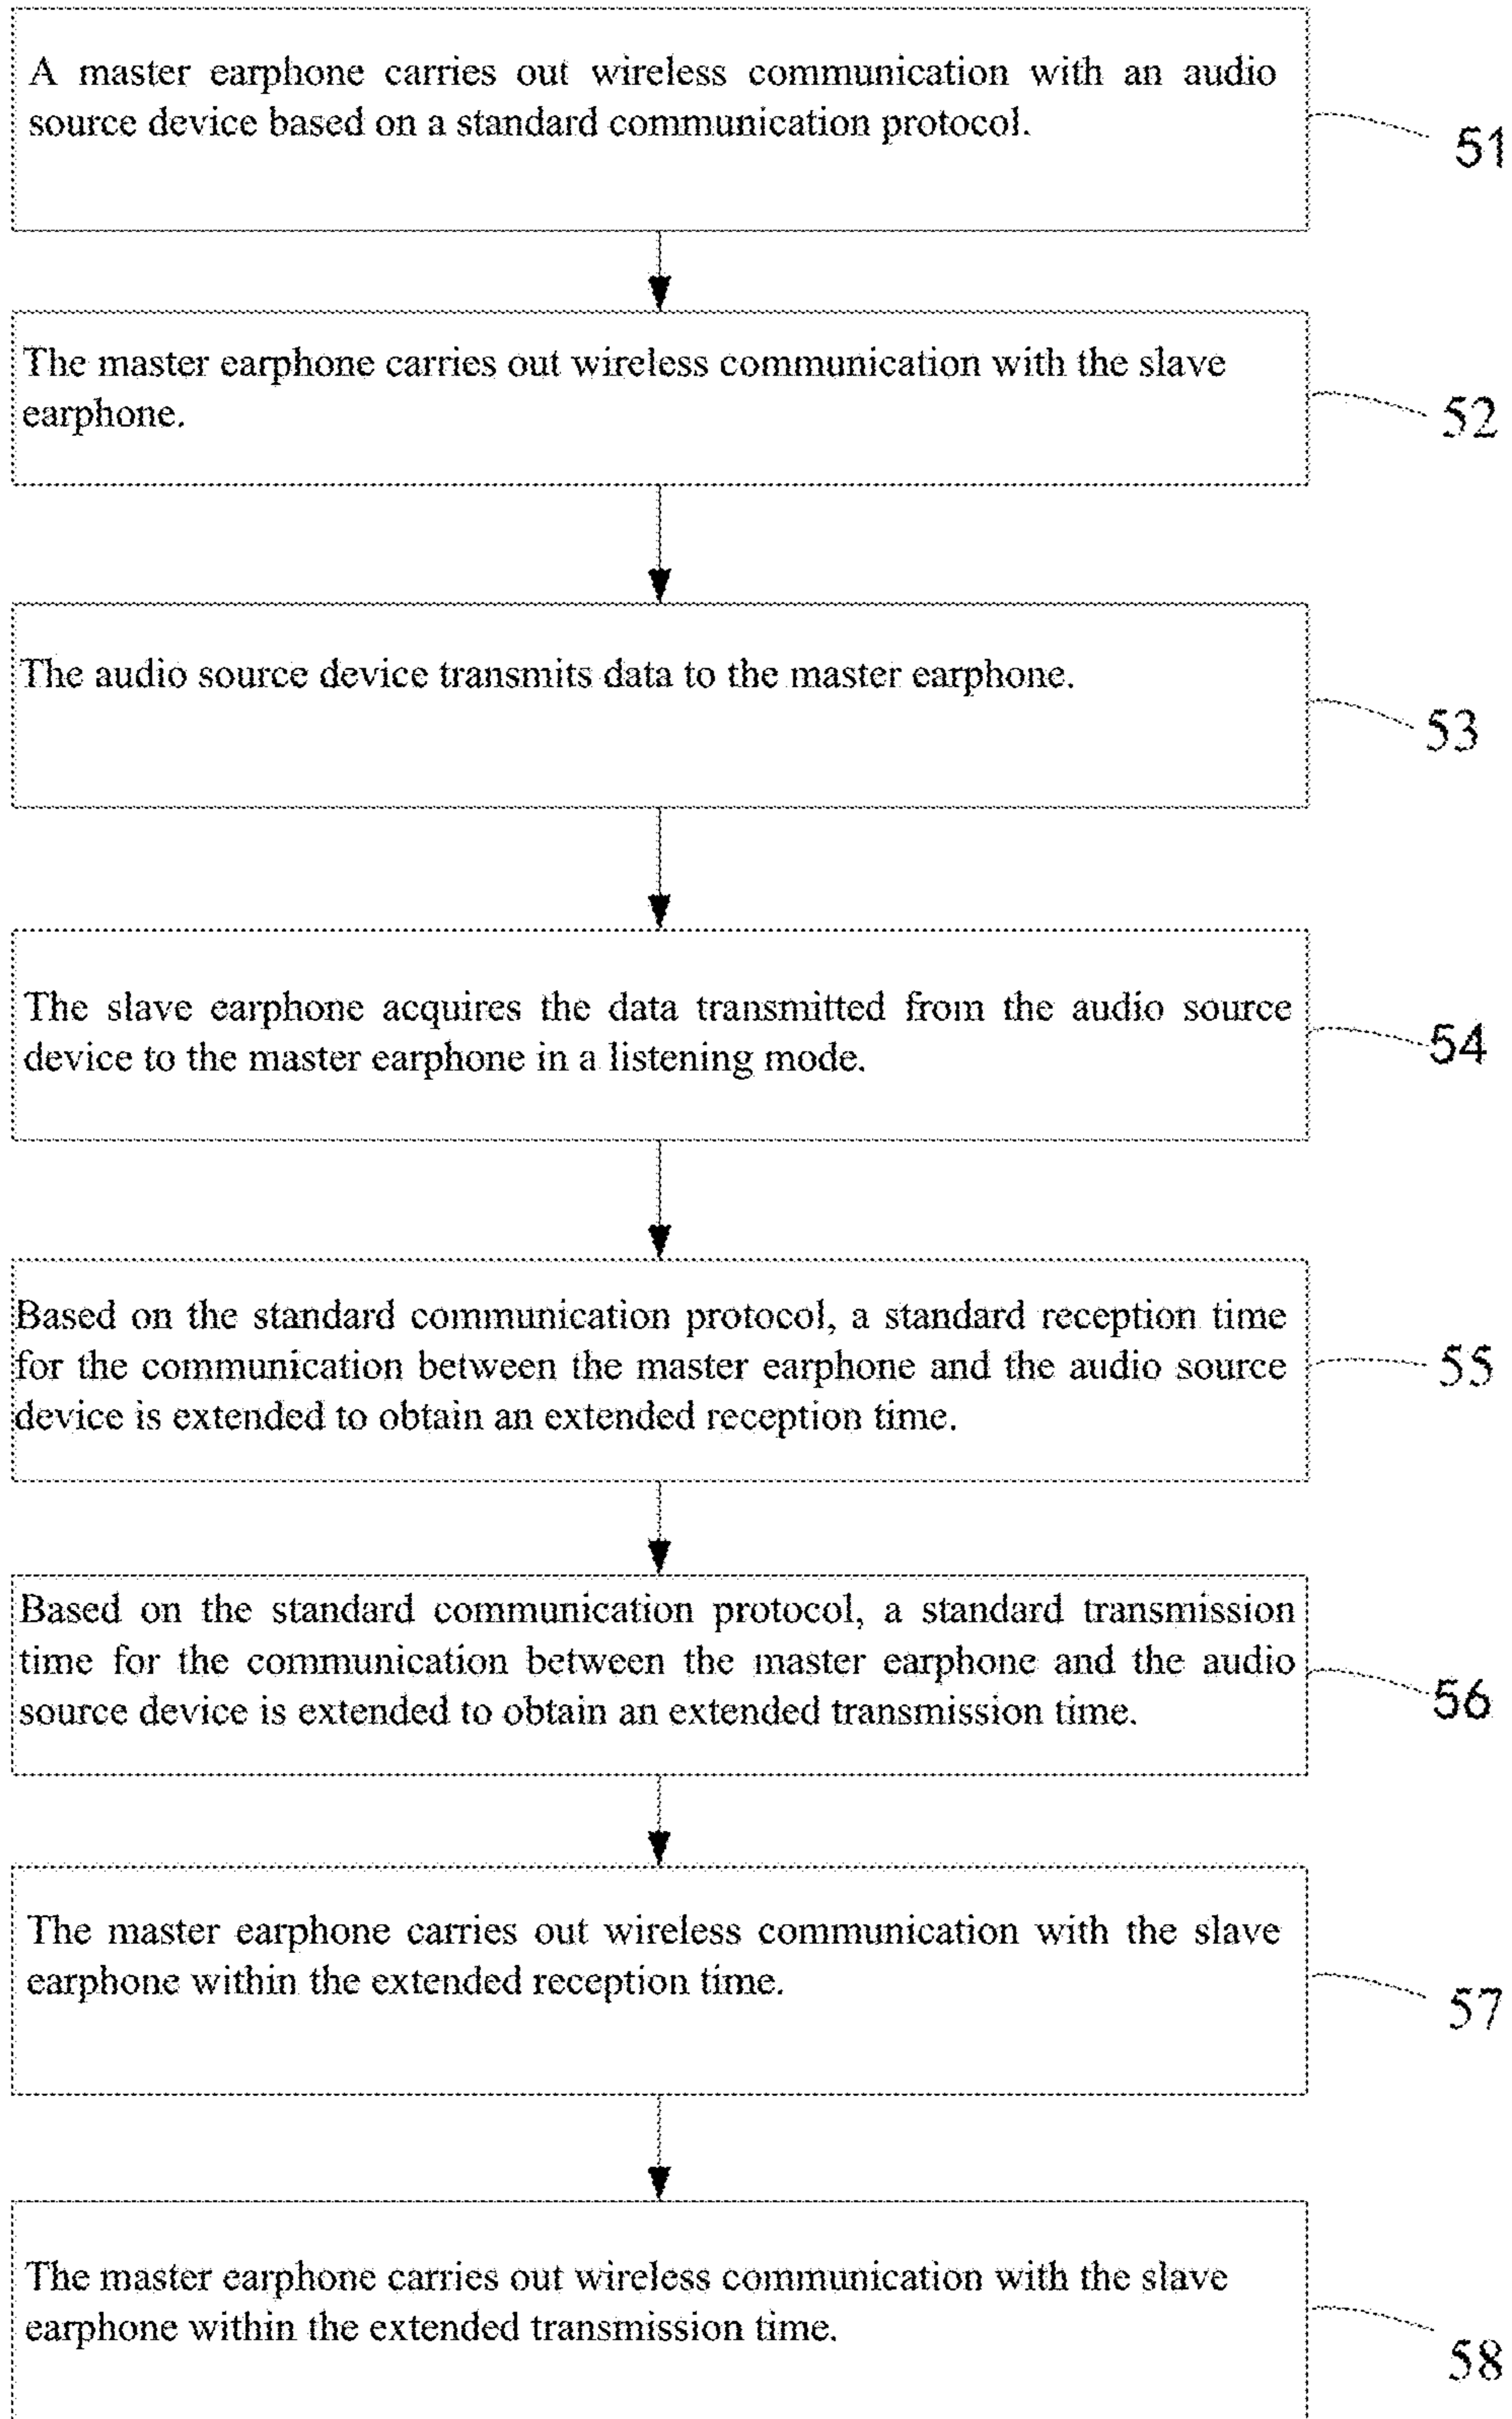 A master earphone carries out wireless communication with an audio
source device based on a standard communication protocol.
51
The master earphone carries out wireless communication with the slave
earphone.
52
The audio source device transmits data to the master earphone.
53
The slave earphone acquires the data transmitted from the audio source
device to the master earphone in a listening mode.
54
Based on the standard communication protocol, a standard reception time
for the communication between the master earphone and the audio source
device is extended to obtain an extended reception time.
55
Based on the standard communication protocol, a standard transmission
time for the communication between the master earphone and the audio
source device is extended to obtain an extended transmission time.
56
The master earphone carries out wireless communication with the slave
earphone within the extended reception time.
57
The master earphone carries out wireless communication with the slave
earphone within the extended transmission time.
58